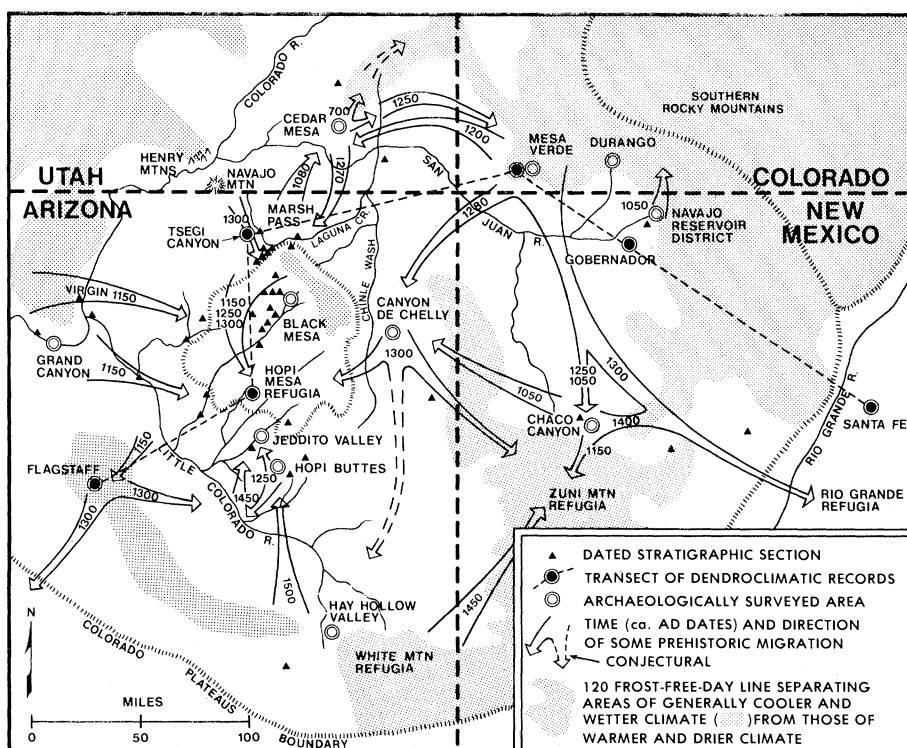 COLORADO R.
SOUTHERN
ROCKY MOUNTAINS
700
1250
1200
CEDAR
MESA
HENRY
MTNS
MESA
VERDE
DURANGO
UTAH
ARIZONA
COLORADO
NEW
MEXICO
NAVAJO
MTN
1080
1270
SAN
JUAN
R.
MARSH
PASS
LAGUNA CR.
1300
TSEGI
CANYON
1280
1050
NAVAJO
RESERVOIR
DISTRICT
GOBERNADOR
CHINLE WASH
VIRGIN 1150
1150
1250
1300
BLACK
MESA
CANYON
DE CHELLY
1300
GRAND
CANYON
1150
HOPI
MESA
REFUGIA
1050
1250
1050
1300
1400
CHACO
CANYON
1150
SANTA FE
RIO GRANDE R.
JEDDITO VALLEY
HOPI BUTTES
1150
FLAGSTAFF
LITTLE
COLORADO
R.
1250
1450
1300
1300
ZUNI MTN
REFUGIA
RIO GRANDE
REFUGIA
1500
1450
HAY HOLLOW
VALLEY
WHITE MTN
REFUGIA
N
COLORADO
PLATEAUS
BOUNDARY
MILES
0 50 100
DATED STRATIGRAPHIC SECTION
TRANSECT OF DENDROCLIMATIC RECORDS
ARCHAEOLOGICALLY SURVEYED AREA
TIME (ca. AD DATES) AND DIRECTION
OF SOME PREHISTORIC MIGRATION
CONJECTURAL
120 FROST-FREE-DAY LINE SEPARATING
AREAS OF GENERALLY COOLER AND
WETTER CLIMATE ( ) FROM THOSE OF
WARMER AND DRIER CLIMATE